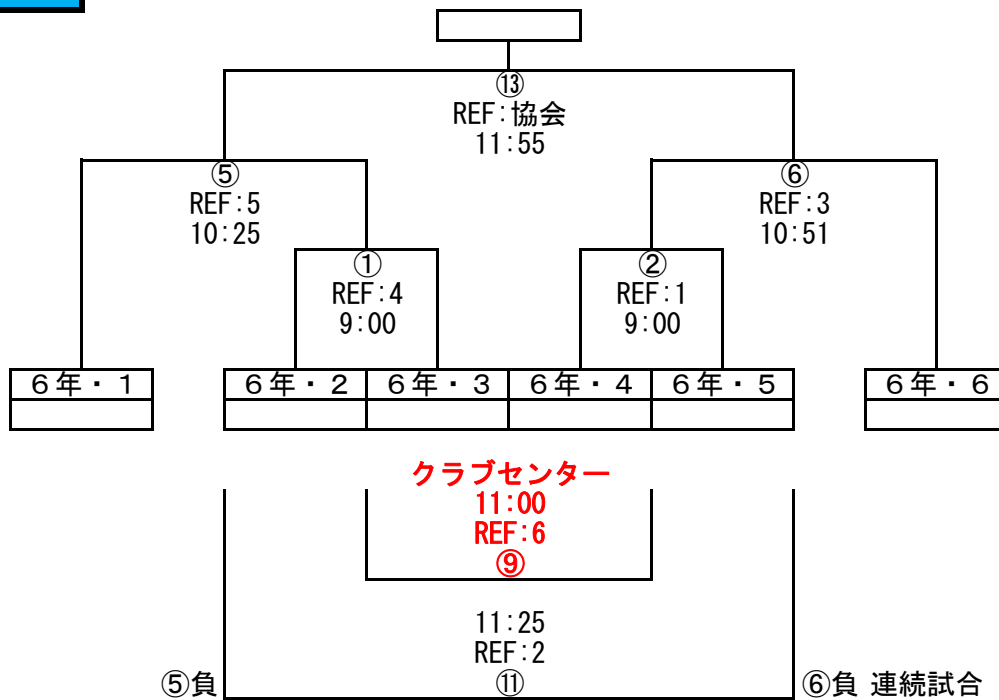 ⑬
REF:協会
11:55
⑤
REF:5
10:25
⑥
REF:3
10:51
①
REF:4
9:00
②
REF:1
9:00
6年・1
6年・2
6年・3
6年・4
6年・5
6年・6
クラブセンター
11:00
REF:6
⑨
11:25
REF:2
⑤負
⑪
⑥負 連続試合